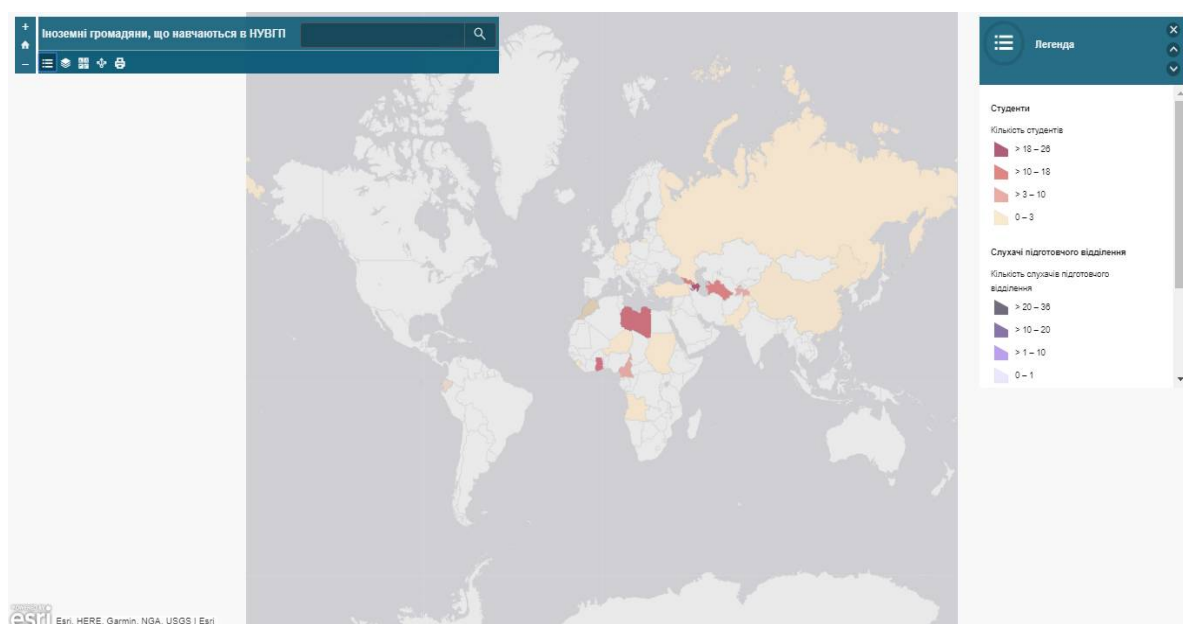 Іноземні громадяни, що навчаються в НУВГП
Легенда
Студенти
Кількість студентів
> 18 – 26
> 10 – 18
> 3 – 10
0 – 3
Слухачі підготовчого відділення
Кількість слухачів підготовчого
відділення
> 20 – 36
> 10 – 20
> 1 – 10
0 – 1
esri
Esri, HERE, Garmin, NGA, USGS | Esri